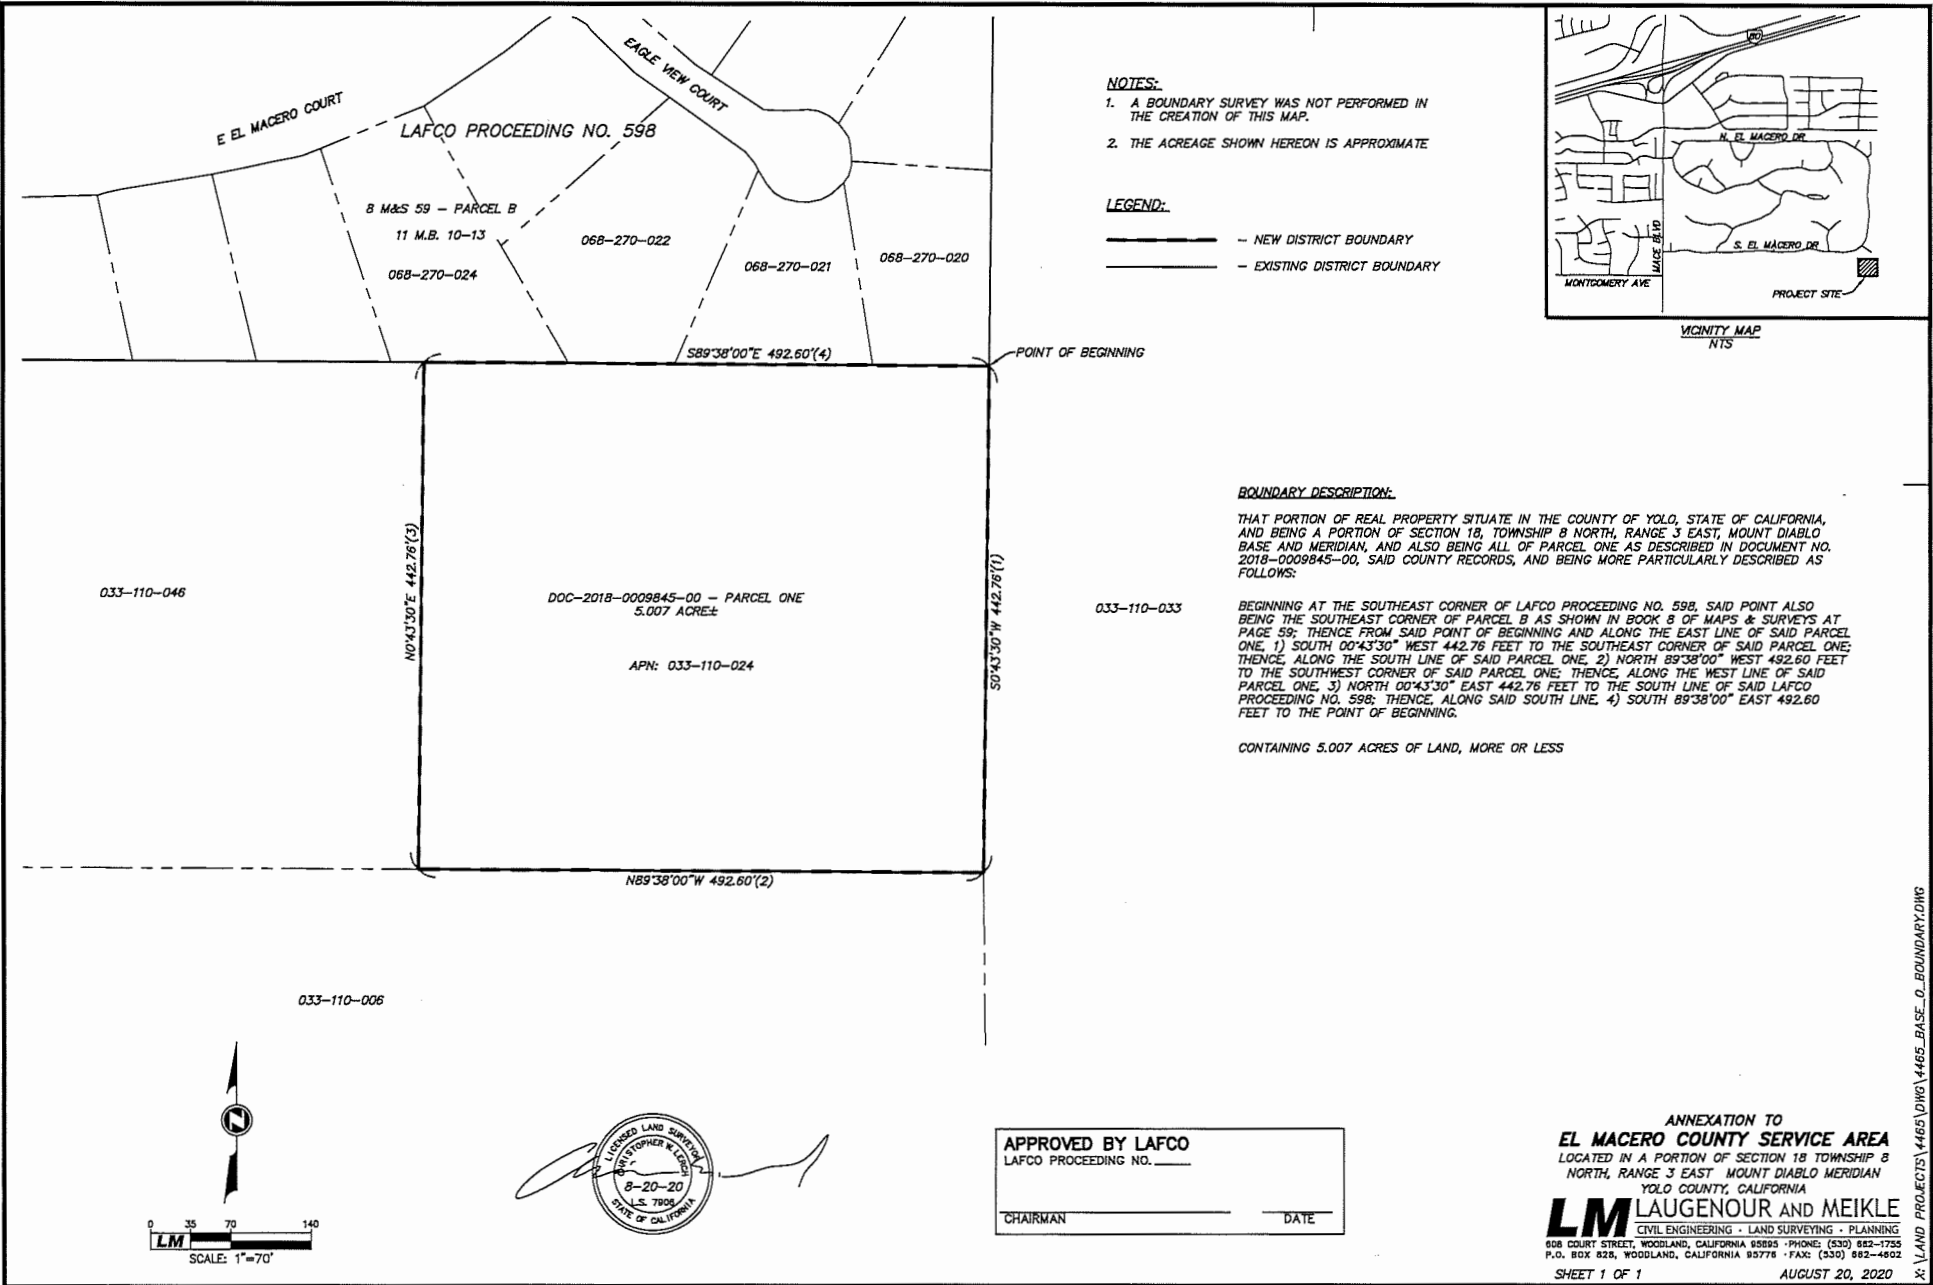 E EL MACERO COURT
EAGLE VIEW COURT
LAFCO PROCEEDING NO. 598
8 M&S 59 – PARCEL B
11 M.B. 10–13
068–270–024
068–270–022
068–270–021
068–270–020
S89°38'00"E 492.60'(4)
POINT OF BEGINNING
N0°43'30"E 442.76'(3)
S0°43'30"W 442.76'(1)
N89°38'00"W 492.60'(2)
033–110–046
DOC–2018–0009845–00 – PARCEL ONE
5.007 ACRE±
APN: 033–110–024
033–110–033
033–110–006
NOTES:
1. A BOUNDARY SURVEY WAS NOT PERFORMED IN
THE CREATION OF THIS MAP.
2. THE ACREAGE SHOWN HEREON IS APPROXIMATE
LEGEND:
– NEW DISTRICT BOUNDARY
– EXISTING DISTRICT BOUNDARY
80
N. EL MACERO DR
MACE BLVD
S. EL MACERO DR
MONTGOMERY AVE
PROJECT SITE
VICINITY MAP
NTS
BOUNDARY DESCRIPTION:
THAT PORTION OF REAL PROPERTY SITUATE IN THE COUNTY OF YOLO, STATE OF CALIFORNIA,
AND BEING A PORTION OF SECTION 18, TOWNSHIP 8 NORTH, RANGE 3 EAST, MOUNT DIABLO
BASE AND MERIDIAN, AND ALSO BEING ALL OF PARCEL ONE AS DESCRIBED IN DOCUMENT NO.
2018–0009845–00, SAID COUNTY RECORDS, AND BEING MORE PARTICULARLY DESCRIBED AS
FOLLOWS:
BEGINNING AT THE SOUTHEAST CORNER OF LAFCO PROCEEDING NO. 598, SAID POINT ALSO
BEING THE SOUTHEAST CORNER OF PARCEL B AS SHOWN IN BOOK 8 OF MAPS & SURVEYS AT
PAGE 59; THENCE FROM SAID POINT OF BEGINNING AND ALONG THE EAST LINE OF SAID PARCEL
ONE, 1) SOUTH 00°43'30" WEST 442.76 FEET TO THE SOUTHEAST CORNER OF SAID PARCEL ONE;
THENCE, ALONG THE SOUTH LINE OF SAID PARCEL ONE, 2) NORTH 89°38'00" WEST 492.60 FEET
TO THE SOUTHWEST CORNER OF SAID PARCEL ONE; THENCE, ALONG THE WEST LINE OF SAID
PARCEL ONE, 3) NORTH 00°43'30" EAST 442.76 FEET TO THE SOUTH LINE OF SAID LAFCO
PROCEEDING NO. 598; THENCE, ALONG SAID SOUTH LINE, 4) SOUTH 89°38'00" EAST 492.60
FEET TO THE POINT OF BEGINNING.
CONTAINING 5.007 ACRES OF LAND, MORE OR LESS
N
0 35 70 140
LM
SCALE: 1"=70'
LICENSED LAND SURVEYOR
CHRISTOPHER W. LERCH
8–20–20
L.S. 7906
STATE OF CALIFORNIA
APPROVED BY LAFCO
LAFCO PROCEEDING NO.
CHAIRMAN DATE
ANNEXATION TO
EL MACERO COUNTY SERVICE AREA
LOCATED IN A PORTION OF SECTION 18 TOWNSHIP 8
NORTH, RANGE 3 EAST MOUNT DIABLO MERIDIAN
YOLO COUNTY, CALIFORNIA
LM LAUGENOUR AND MEIKLE
CIVIL ENGINEERING · LAND SURVEYING · PLANNING
608 COURT STREET, WOODLAND, CALIFORNIA 95695 · PHONE: (530) 662–1755
P.O. BOX 828, WOODLAND, CALIFORNIA 95776 · FAX: (530) 662–4602
SHEET 1 OF 1 AUGUST 20, 2020
X:\LAND PROJECTS\4465\DWG\4465_BASE_0_BOUNDARY.DWG